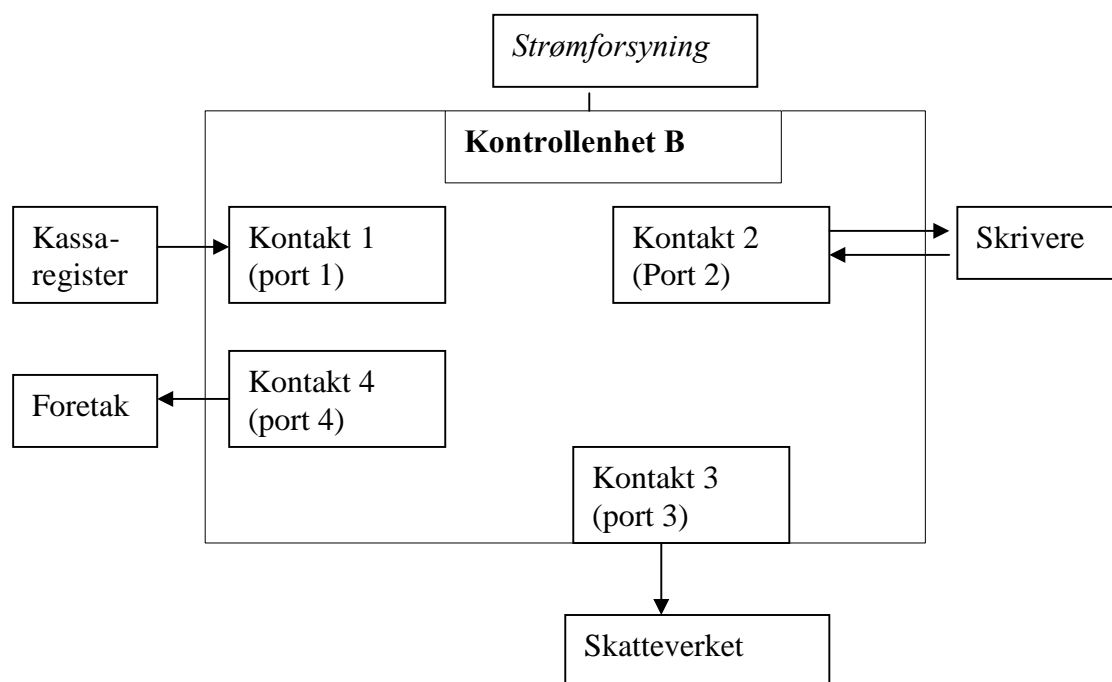 Strømforsyning
Kontrollenhet B
Kassa-
register
Kontakt 1
(port 1)
Kontakt 2
(Port 2)
Skrivere
Foretak
Kontakt 4
(port 4)
Kontakt 3
(port 3)
Skatteverket